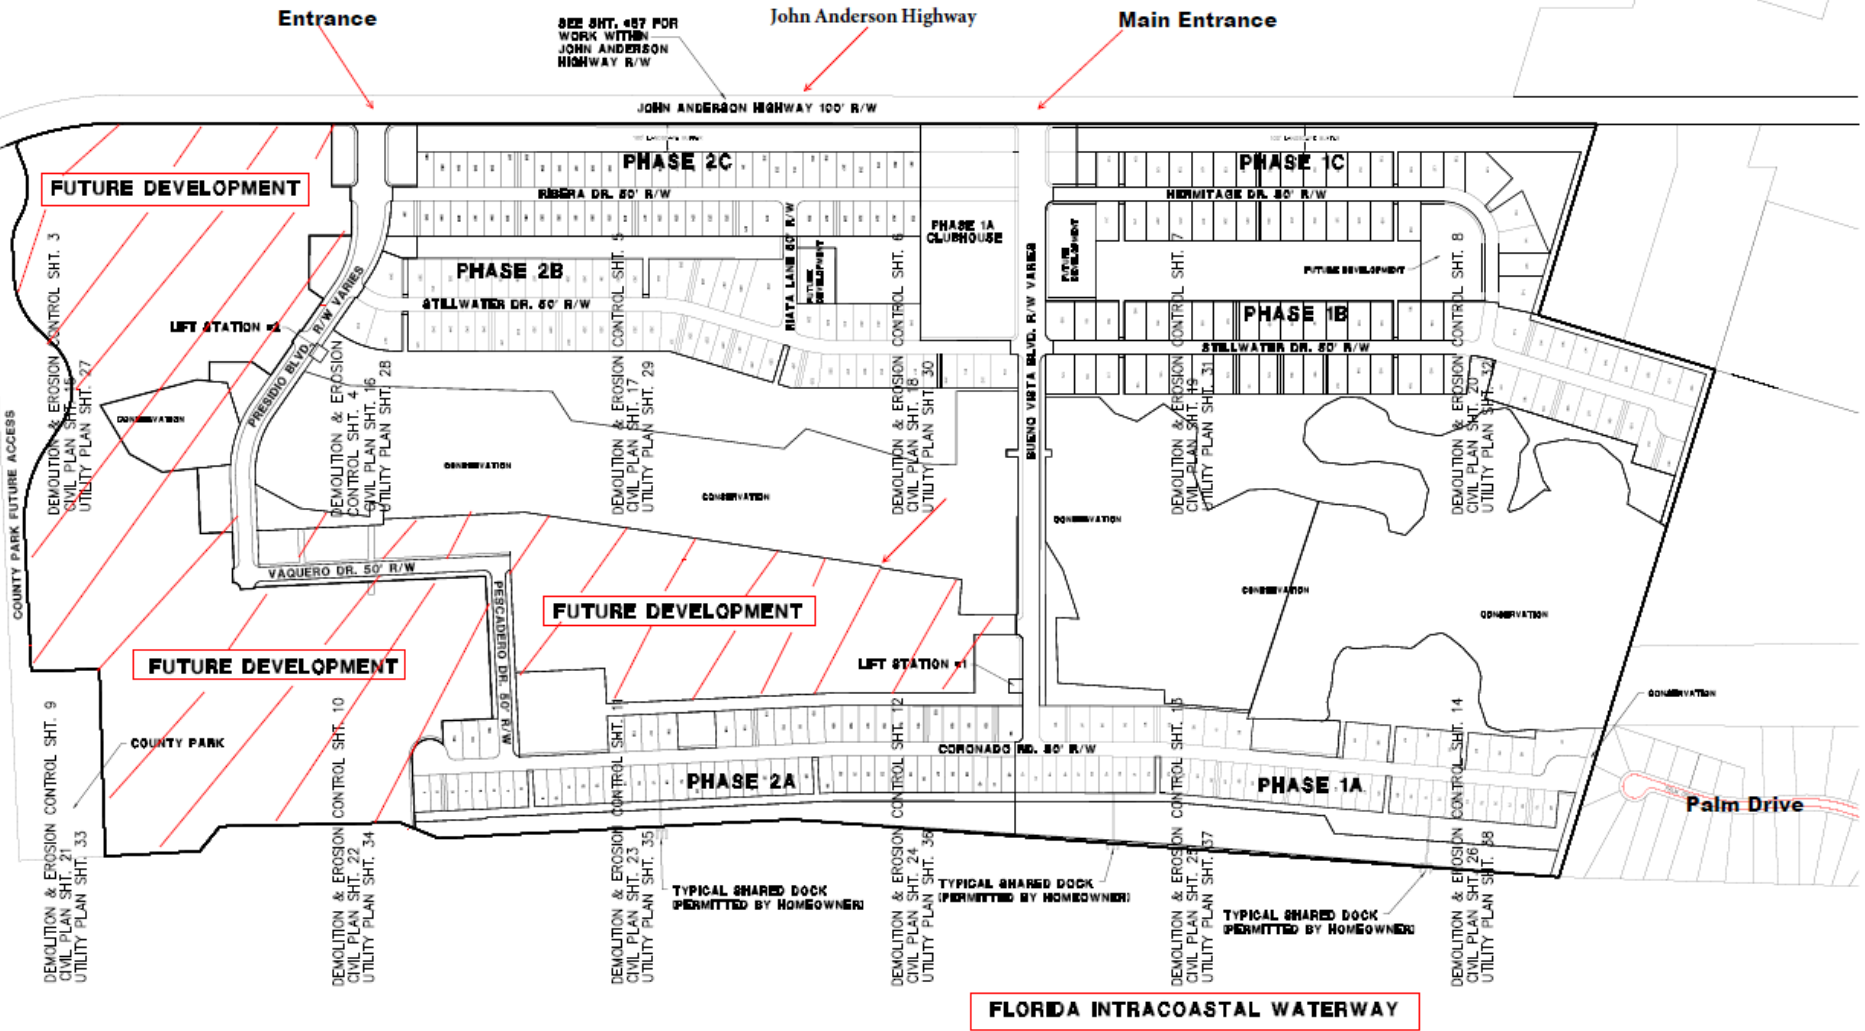 Entrance
John Anderson Highway
Main Entrance
SEE SHT. #57 FOR
WORK WITHIN
JOHN ANDERSON
HIGHWAY R/W
JOHN ANDERSON HIGHWAY 100' R/W
PHASE 2C
PHASE 1C
FUTURE DEVELOPMENT
RIBERA DR. 50' R/W
HERMITAGE DR. 50' R/W
PHASE 1A
CLUBHOUSE
RIATA LANE 50' R/W
FUTURE
DEVELOPMENT
FUTURE
DEVELOPMENT
FUTURE DEVELOPMENT
PHASE 2B
STILLWATER DR. 50' R/W
PHASE 1B
STILLWATER DR. 50' R/W
LIFT STATION #2
PRESIDIO BLVD. R/W VARIES
BUENO VISTA BLVD. R/W VARIES
DEMOLITION & EROSION CONTROL SHT. 3
CIVIL PLAN SHT. 15
UTILITY PLAN SHT. 27
DEMOLITION & EROSION
CONTROL SHT. 4
CIVIL PLAN SHT. 16
UTILITY PLAN SHT. 28
DEMOLITION & EROSION CONTROL SHT. 5
CIVIL PLAN SHT. 17
UTILITY PLAN SHT. 29
DEMOLITION & EROSION CONTROL SHT. 6
CIVIL PLAN SHT. 18
UTILITY PLAN SHT. 30
DEMOLITION & EROSION CONTROL SHT. 7
CIVIL PLAN SHT. 19
UTILITY PLAN SHT. 31
DEMOLITION & EROSION CONTROL SHT. 8
CIVIL PLAN SHT. 20
UTILITY PLAN SHT. 32
COUNTY PARK FUTURE ACCESS
CONSERVATION
CONSERVATION
CONSERVATION
CONSERVATION
CONSERVATION
CONSERVATION
CONSERVATION
VAQUERO DR. 50' R/W
PESCADERO DR. 50' R/W
FUTURE DEVELOPMENT
FUTURE DEVELOPMENT
LIFT STATION #1
COUNTY PARK
CORONADO RD. 50' R/W
PHASE 2A
PHASE 1A
Palm Drive
DEMOLITION & EROSION CONTROL SHT. 9
CIVIL PLAN SHT. 21
UTILITY PLAN SHT. 33
DEMOLITION & EROSION CONTROL SHT. 10
CIVIL PLAN SHT. 22
UTILITY PLAN SHT. 34
DEMOLITION & EROSION CONTROL SHT. 11
CIVIL PLAN SHT. 23
UTILITY PLAN SHT. 35
DEMOLITION & EROSION CONTROL SHT. 12
CIVIL PLAN SHT. 24
UTILITY PLAN SHT. 36
DEMOLITION & EROSION CONTROL SHT. 13
CIVIL PLAN SHT. 25
UTILITY PLAN SHT. 37
DEMOLITION & EROSION CONTROL SHT. 14
CIVIL PLAN SHT. 26
UTILITY PLAN SHT. 38
TYPICAL SHARED DOCK
(PERMITTED BY HOMEOWNER)
TYPICAL SHARED DOCK
(PERMITTED BY HOMEOWNER)
TYPICAL SHARED DOCK
(PERMITTED BY HOMEOWNER)
FLORIDA INTRACOASTAL WATERWAY